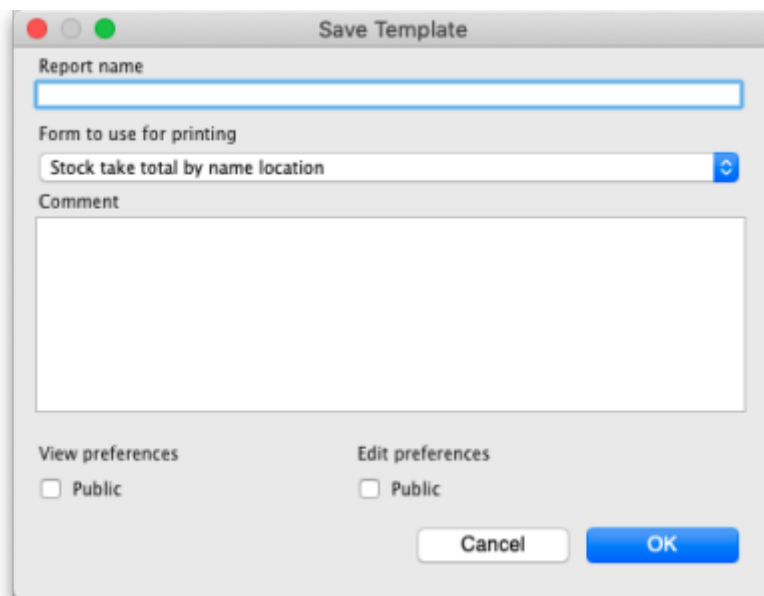 Save Template
Report name
Form to use for printing
Stock take total by name location
Comment
View preferences Edit preferences
Public Public
Cancel OK